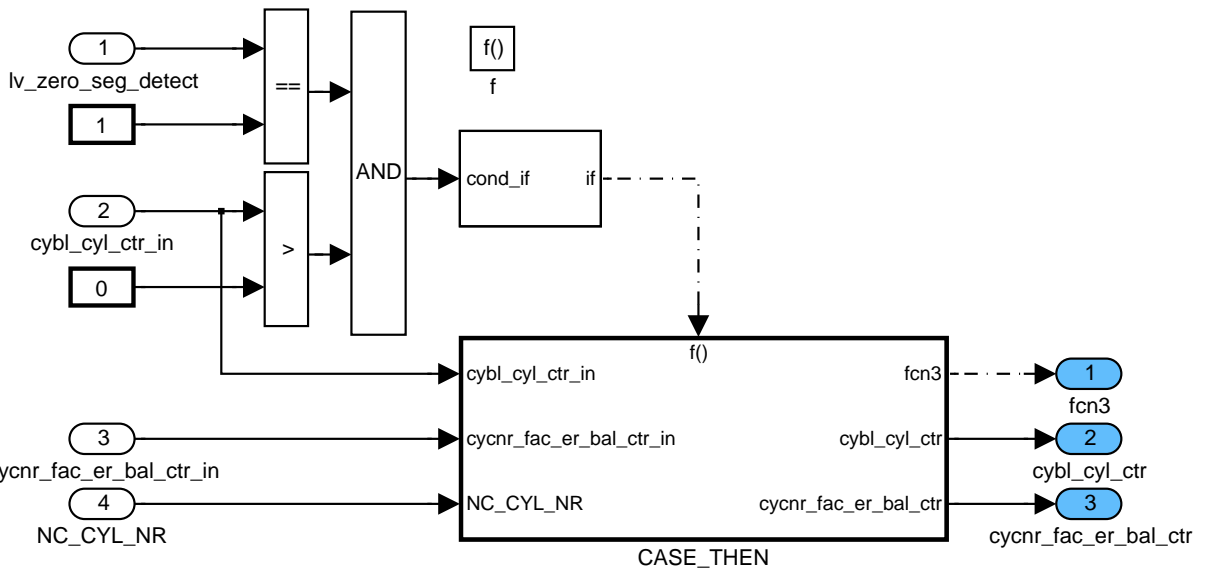 1
lv_zero_seg_detect
1
==
f()
f
AND
cond_if
if
2
cybl_cyl_ctr_in
0
>
f()
cybl_cyl_ctr_in
fcn3
1
fcn3
3
ycnr_fac_er_bal_ctr_in
cycnr_fac_er_bal_ctr_in
cybl_cyl_ctr
2
cybl_cyl_ctr
4
NC_CYL_NR
NC_CYL_NR
cycnr_fac_er_bal_ctr
3
cycnr_fac_er_bal_ctr
CASE_THEN